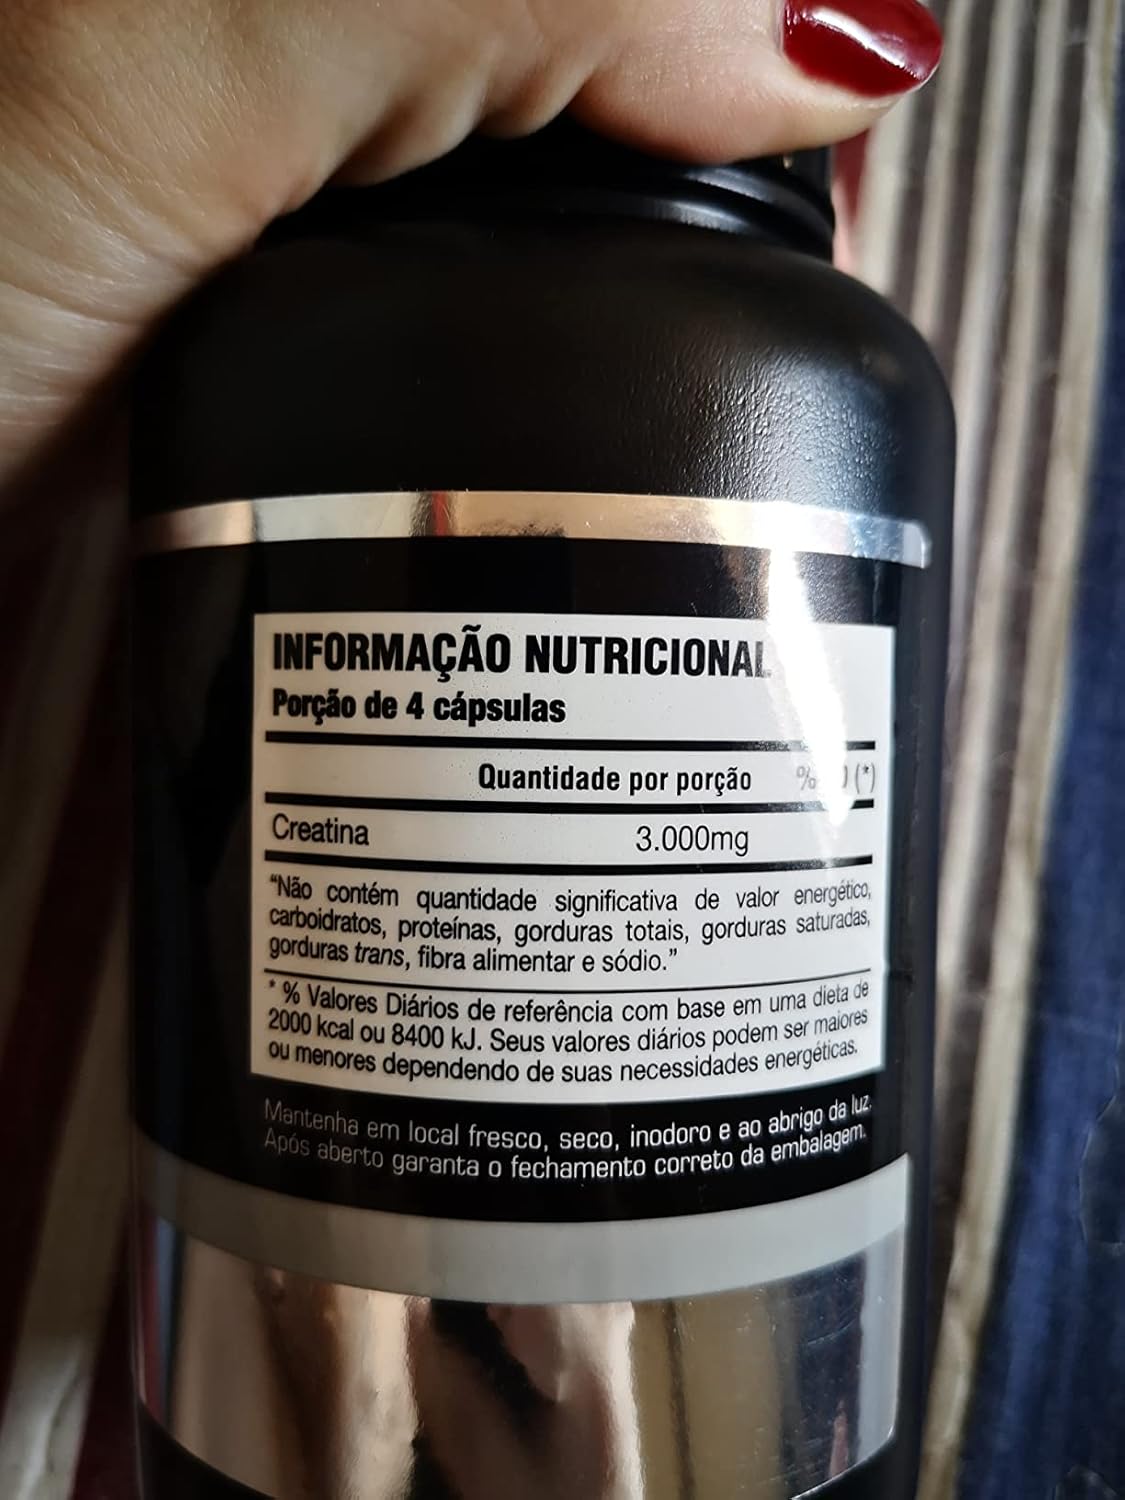 INFORMAÇÃO NUTRICIONAL
Porção de 4 cápsulas
Quantidade por porção % (*)
Creatina 3.000mg
“Não contém quantidade significativa de valor energético,
carboidratos, proteínas, gorduras totais, gorduras saturadas,
gorduras trans, fibra alimentar e sódio.”
* % Valores Diários de referência com base em uma dieta de
2000 kcal ou 8400 kJ. Seus valores diários podem ser maiores
ou menores dependendo de suas necessidades energéticas.
Mantenha em local fresco, seco, inodoro e ao abrigo da luz.
Após aberto garanta o fechamento correto da embalagem.